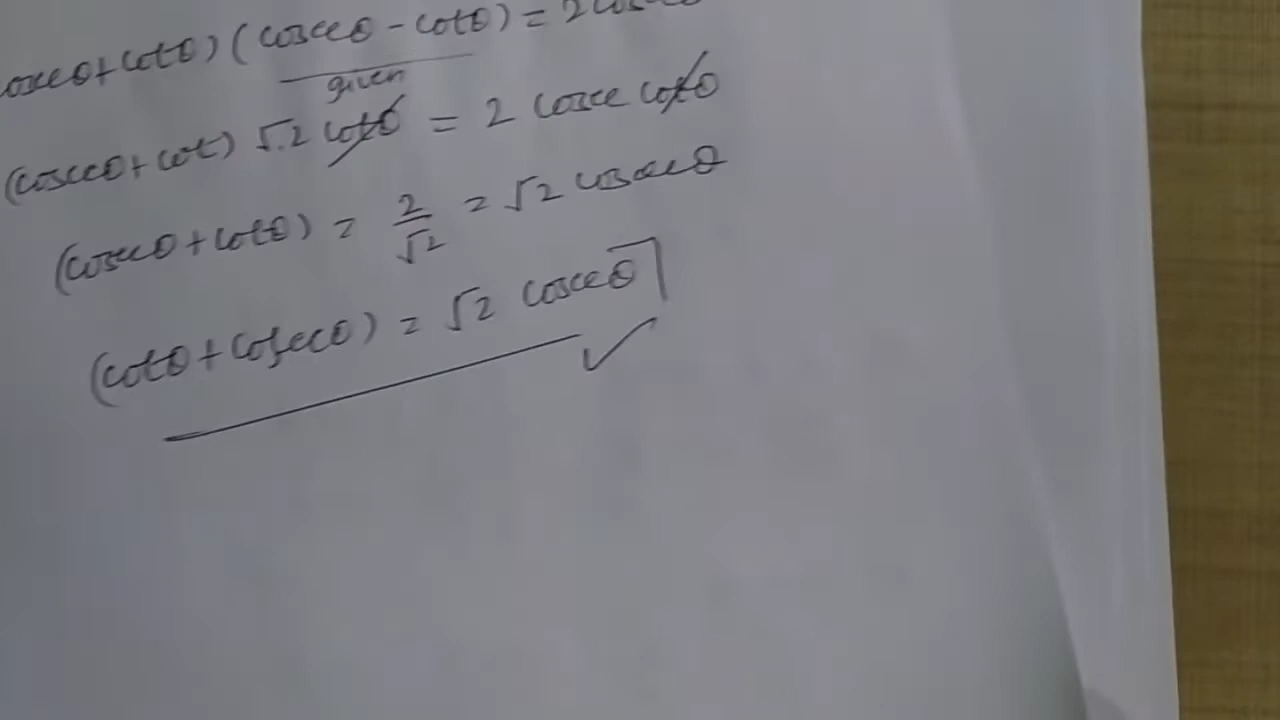 cosecθ+cotθ) (cosecθ - cotθ) = 2
given
(cosecθ+cot) √2 cotθ = 2 cosec cotθ
(cosecθ+cotθ) = 2/√2 = √2 cosecθ
(cotθ+cosecθ) = √2 cosecθ